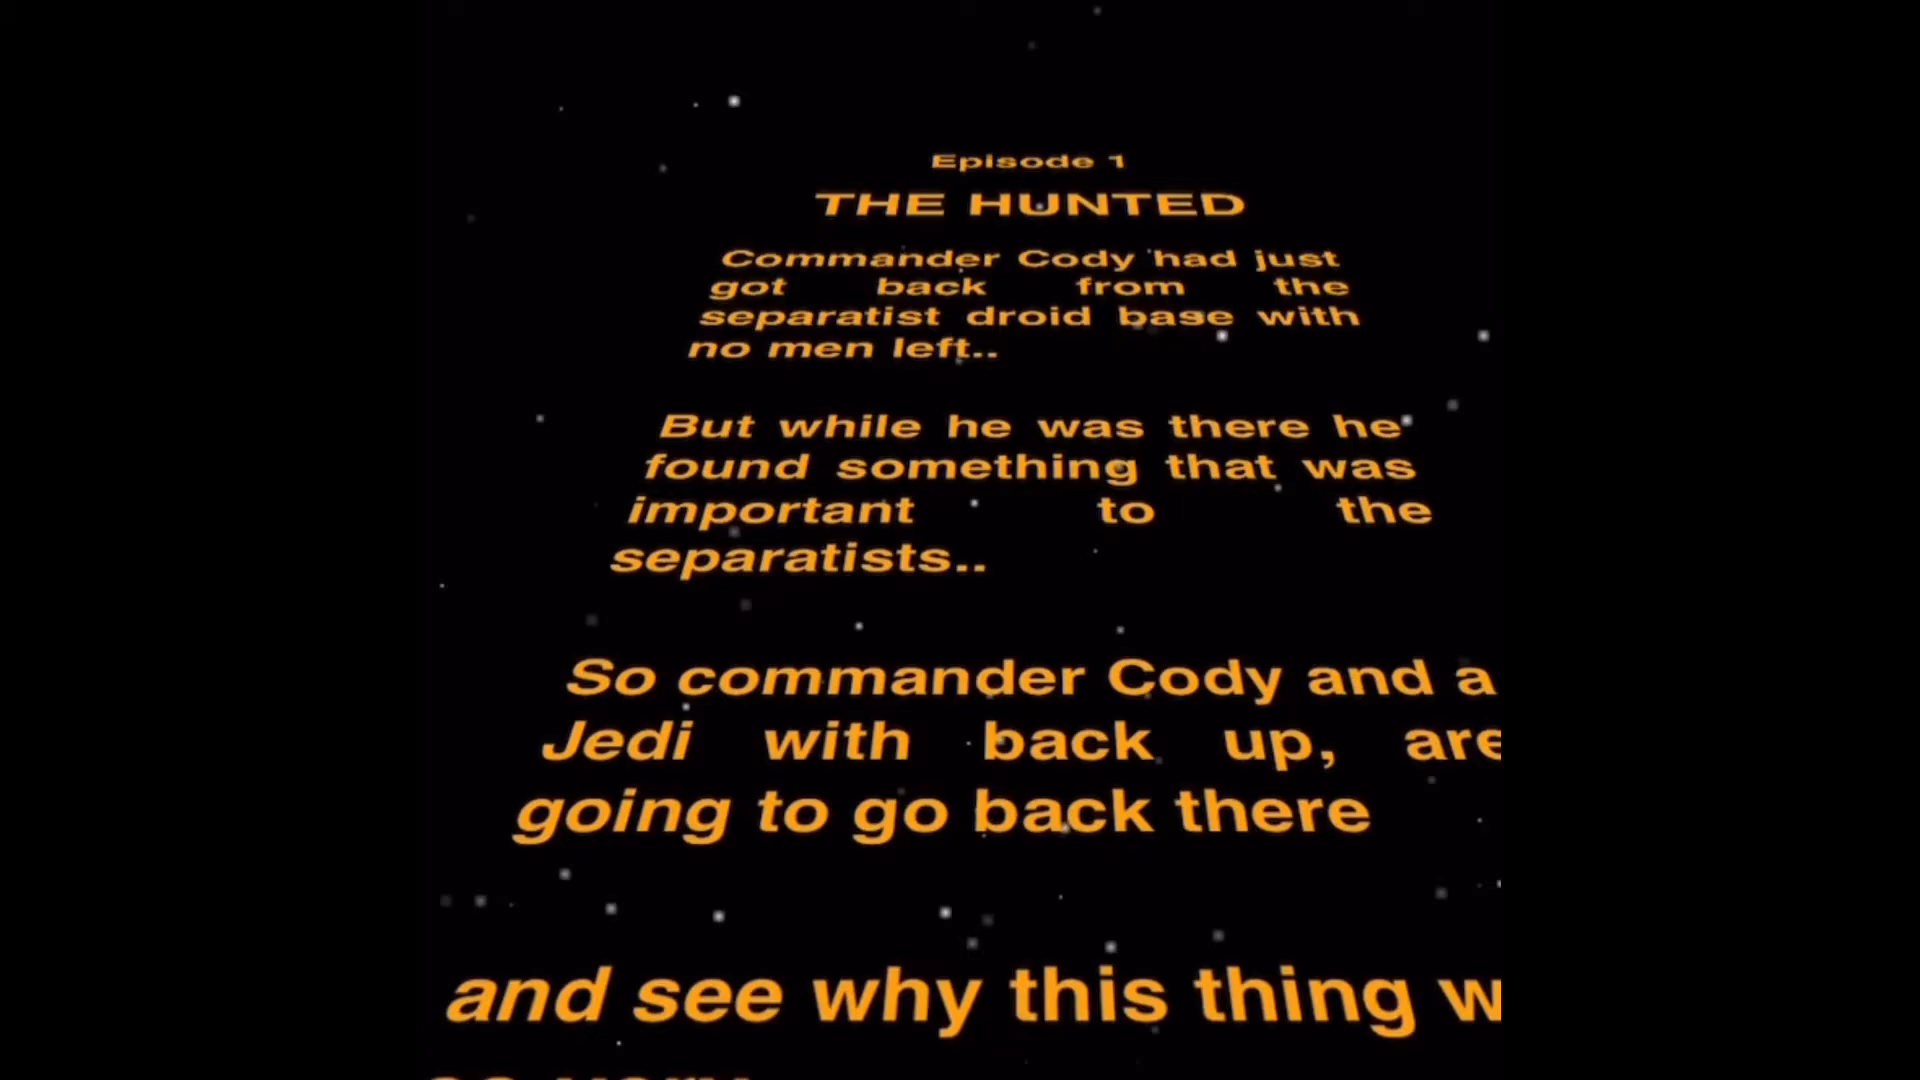 Episode 1
THE HUNTED
Commander Cody had just
got back from the
separatist droid base with
no men left..
But while he was there he
found something that was
important to the
separatists..
So commander Cody and a
Jedi with back up, are
going to go back there
and see why this thing w